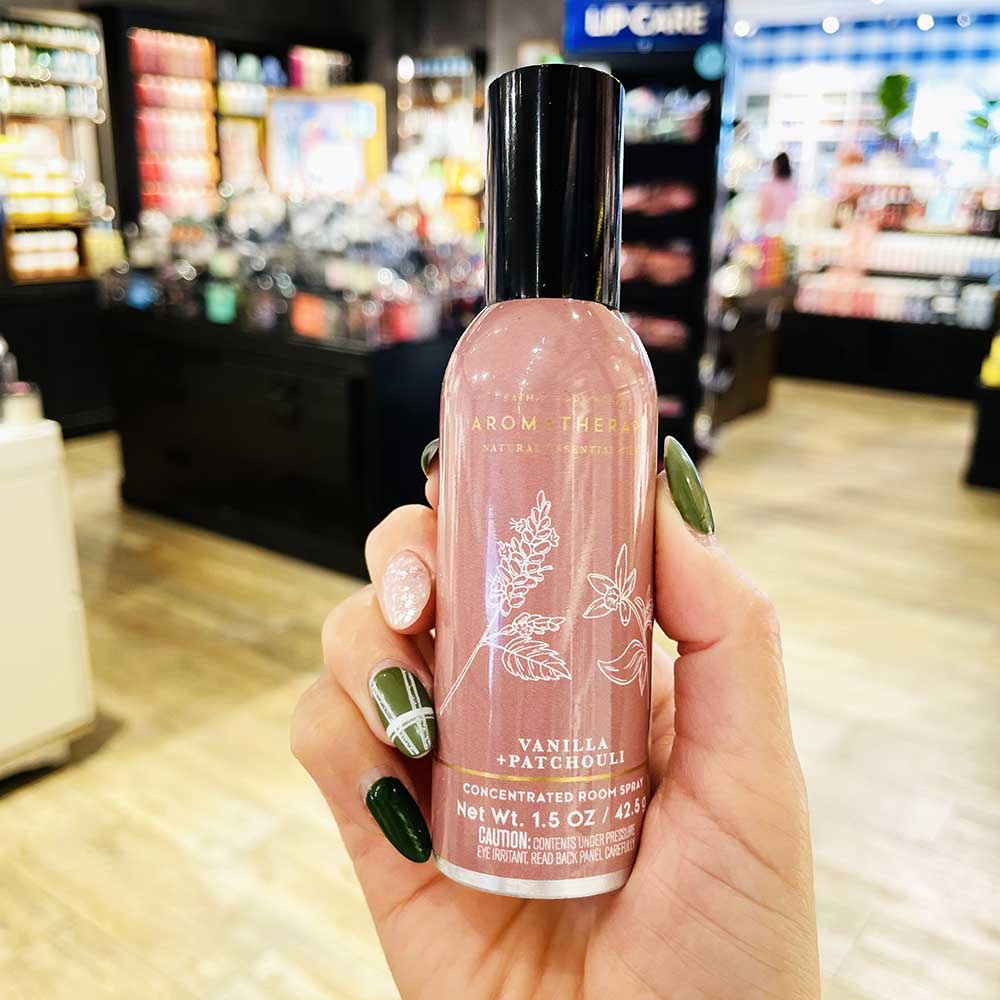 LIP CARE
AROMATHERAPY
NATURAL ESSENTIAL
VANILLA
+PATCHOULI
CONCENTRATED ROOM SPRAY
Net Wt. 1.5 OZ / 42.5 g
CAUTION: CONTENTS UNDER PRESSURE
EYE IRRITANT. READ BACK PANEL CAREFULLY